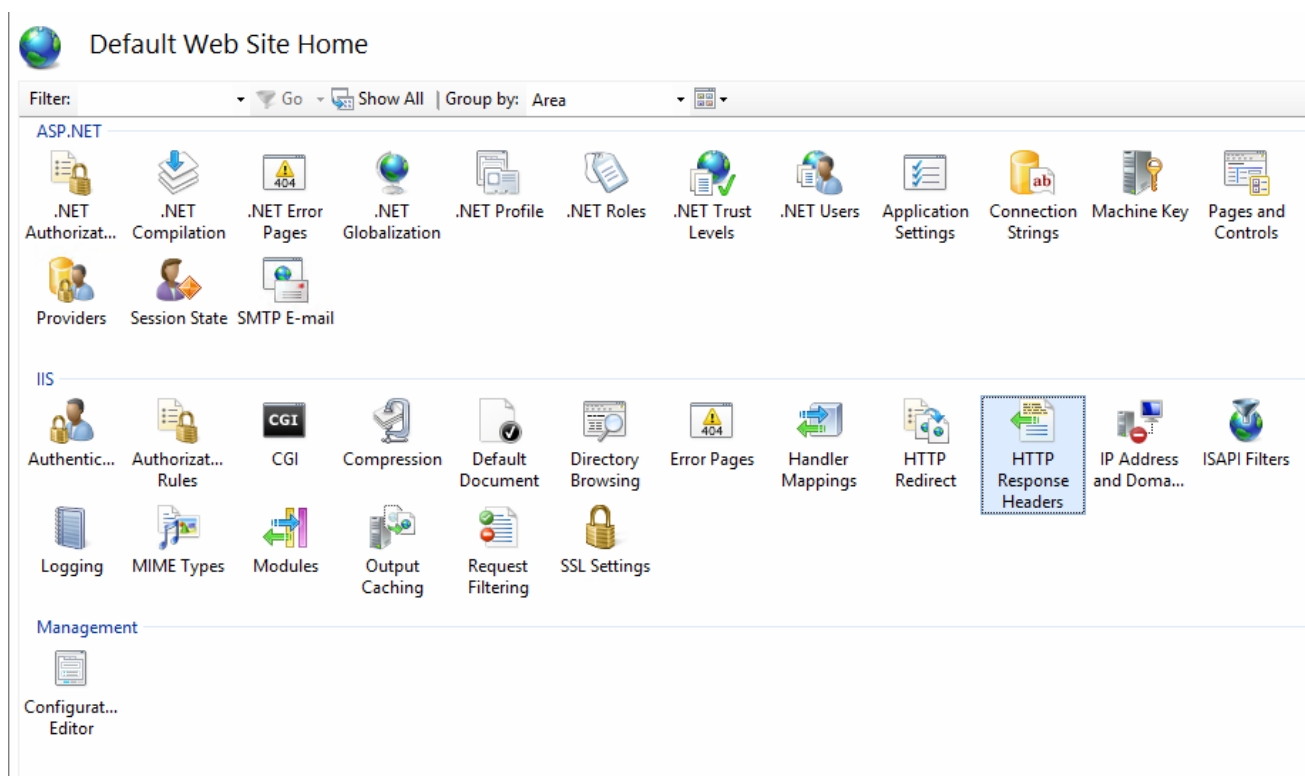 Default Web Site Home
Filter: Go Show All | Group by: Area
ASP.NET
.NET Authorizat...
.NET Compilation
.NET Error Pages
.NET Globalization
.NET Profile
.NET Roles
.NET Trust Levels
.NET Users
Application Settings
Connection Strings
Machine Key
Pages and Controls
Providers
Session State
SMTP E-mail
IIS
Authentic...
Authorizat... Rules
CGI
Compression
Default Document
Directory Browsing
Error Pages
Handler Mappings
HTTP Redirect
HTTP Response Headers
IP Address and Doma...
ISAPI Filters
Logging
MIME Types
Modules
Output Caching
Request Filtering
SSL Settings
Management
Configurat... Editor
404
ab
CGI
404